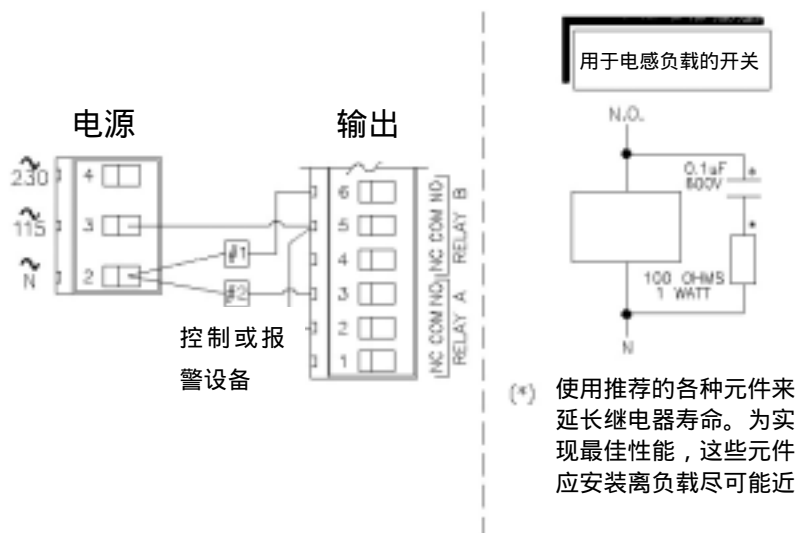 电源
输出
~
230
4
~
115
3
~
N
2
#1
#2
6
5
4
3
2
1
NC COM NO
RELAY B
NC COM NO
RELAY A
控制或报
警设备
用于电感负载的开关
N.O.
0.1uF *
600V
*
100 OHMS
1 WATT
N
(*) 使用推荐的各种元件来
延长继电器寿命。为实
现最佳性能，这些元件
应安装离负载尽可能近